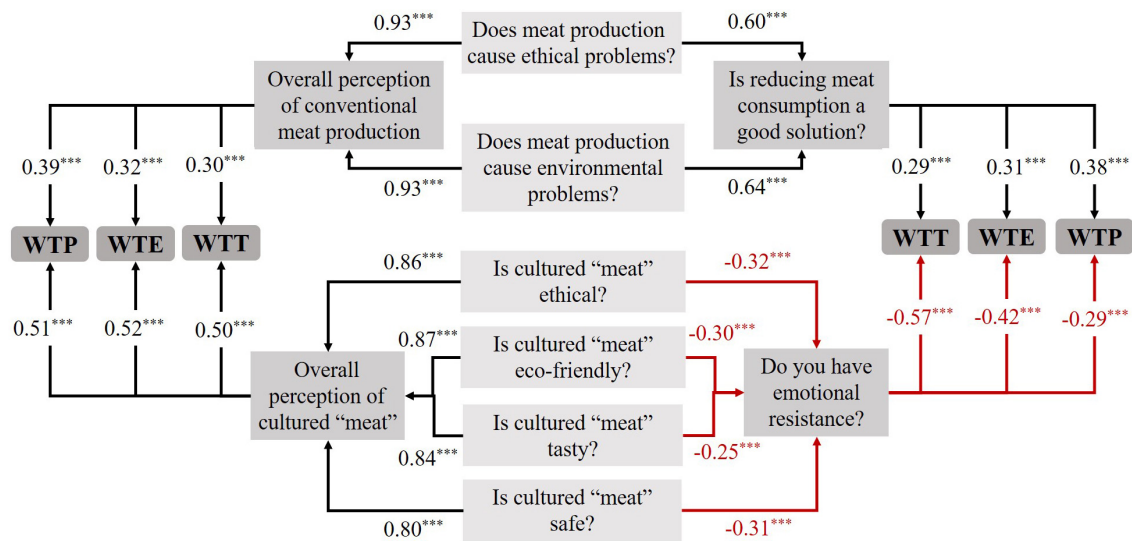 0.93***
Does meat production
cause ethical problems?
0.60***
Overall perception
of conventional
meat production
Is reducing meat
consumption a
good solution?
Does meat production
cause environmental
problems?
0.93***
0.64***
0.39***
0.32***
0.30***
0.29***
0.31***
0.38***
WTP
WTE
WTT
WTT
WTE
WTP
0.86***
Is cultured “meat”
ethical?
-0.32***
0.51***
0.52***
0.50***
-0.57***
-0.42***
-0.29***
0.87***
Is cultured “meat”
eco-friendly?
-0.30***
Overall
perception of
cultured “meat”
Do you have
emotional
resistance?
0.84***
Is cultured “meat”
tasty?
-0.25***
0.80***
Is cultured “meat”
safe?
-0.31***